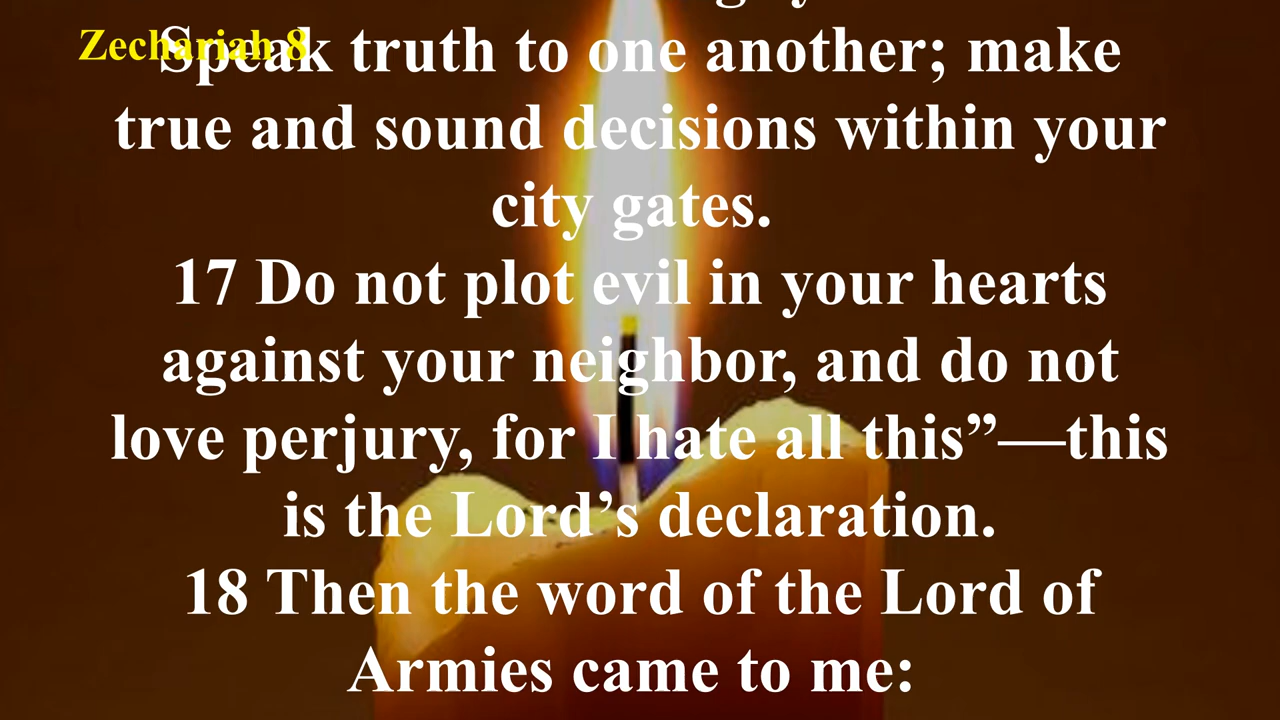 Zechariah 8
Speak truth to one another; make
true and sound decisions within your
city gates.
17 Do not plot evil in your hearts
against your neighbor, and do not
love perjury, for I hate all this”—this
is the Lord’s declaration.
18 Then the word of the Lord of
Armies came to me: